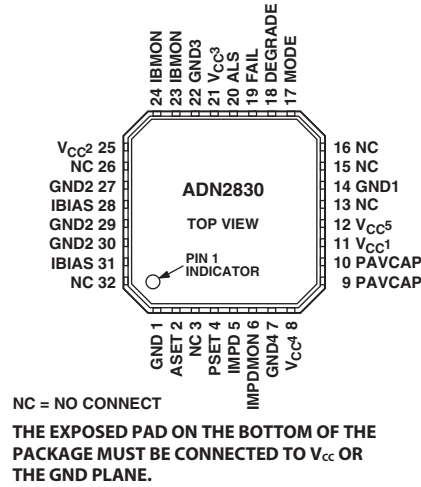 24 IBMON
23 IBMON
22 GND3
21 VCC3
20 ALS
19 FAIL
18 DEGRADE
17 MODE
VCC2 25
NC 26
GND2 27
IBIAS 28
GND2 29
GND2 30
IBIAS 31
NC 32
ADN2830
TOP VIEW
PIN 1
INDICATOR
16 NC
15 NC
14 GND1
13 NC
12 VCC5
11 VCC1
10 PAVCAP
9 PAVCAP
GND 1
ASET 2
NC 3
PSET 4
IMPD 5
IMPDMON 6
GND4 7
VCC4 8
NC = NO CONNECT
THE EXPOSED PAD ON THE BOTTOM OF THE
PACKAGE MUST BE CONNECTED TO Vcc OR
THE GND PLANE.